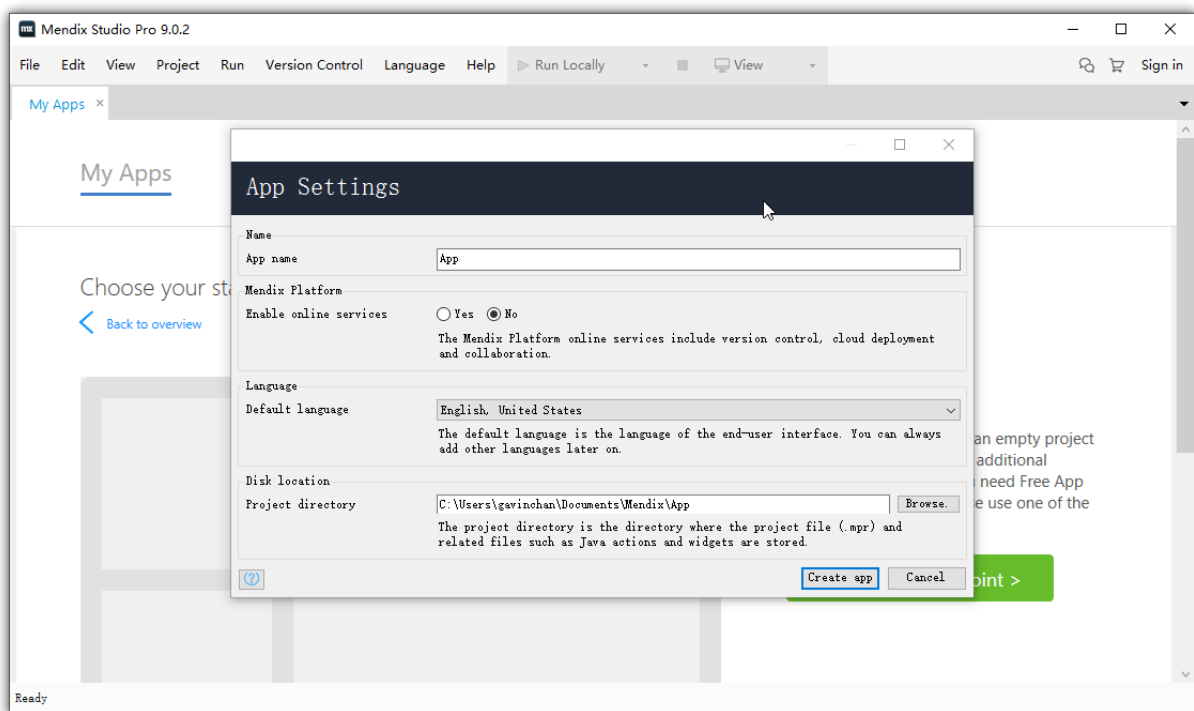 mx Mendix Studio Pro 9.0.2
File Edit View Project Run Version Control Language Help Run Locally View Sign in
My Apps ×
My Apps
App Settings
Name
App name App
Choose your sta
Mendix Platform
Back to overview
Enable online services Yes No
The Mendix Platform online services include version control, cloud deployment
and collaboration.
Language
Default language English, United States
The default language is the language of the end-user interface. You can always
add other languages later on.
an empty project
additional
need Free App
e use one of the
Disk location
Project directory C:\Users\gavinchan\Documents\Mendix\App Browse.
The project directory is the directory where the project file (.mpr) and
related files such as Java actions and widgets are stored.
(?) Create app Cancel
oint >
Ready